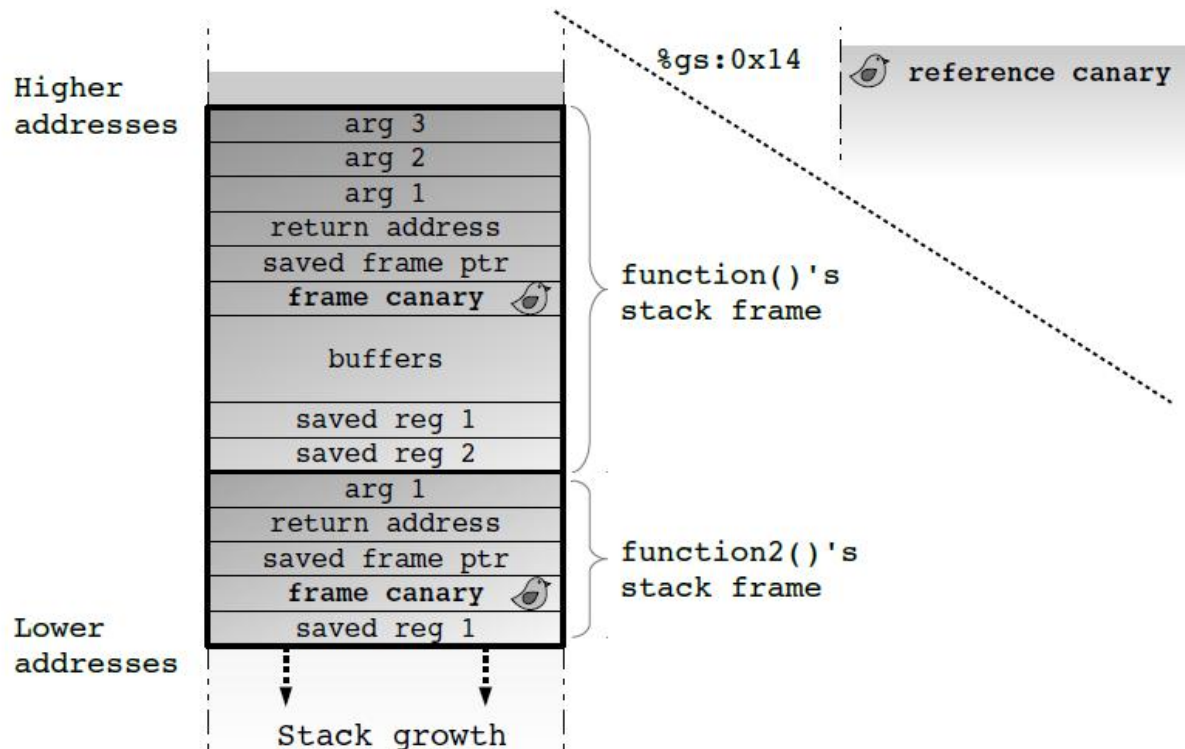 %gs:0x14
reference canary
Higher
addresses
arg 3
arg 2
arg 1
return address
saved frame ptr
frame canary
buffers
saved reg 1
saved reg 2
function()'s
stack frame
arg 1
return address
saved frame ptr
frame canary
saved reg 1
function2()'s
stack frame
Lower
addresses
Stack growth